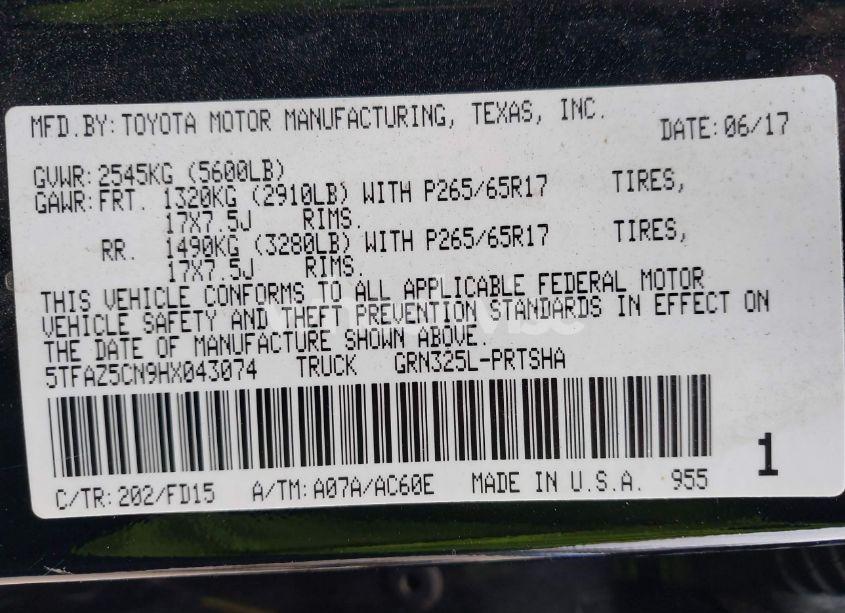 MFD.BY:TOYOTA MOTOR MANUFACTURING, TEXAS, INC. DATE:06/17
GVWR:2545KG (5600LB)
GAWR:FRT. 1320KG (2910LB) WITH P265/65R17 TIRES,
17X7.5J RIMS.
RR. 1490KG (3280LB) WITH P265/65R17 TIRES,
17X7.5J RIMS.
THIS VEHICLE CONFORMS TO ALL APPLICABLE FEDERAL MOTOR
VEHICLE SAFETY AND THEFT PREVENTION STANDARDS IN EFFECT ON
THE DATE OF MANUFACTURE SHOWN ABOVE.
5TFAZ5CN9HX043074 TRUCK GRN325L-PRTSHA
1
C/TR:202/FD15 A/TM:A07A/AC60E MADE IN U.S.A. 955